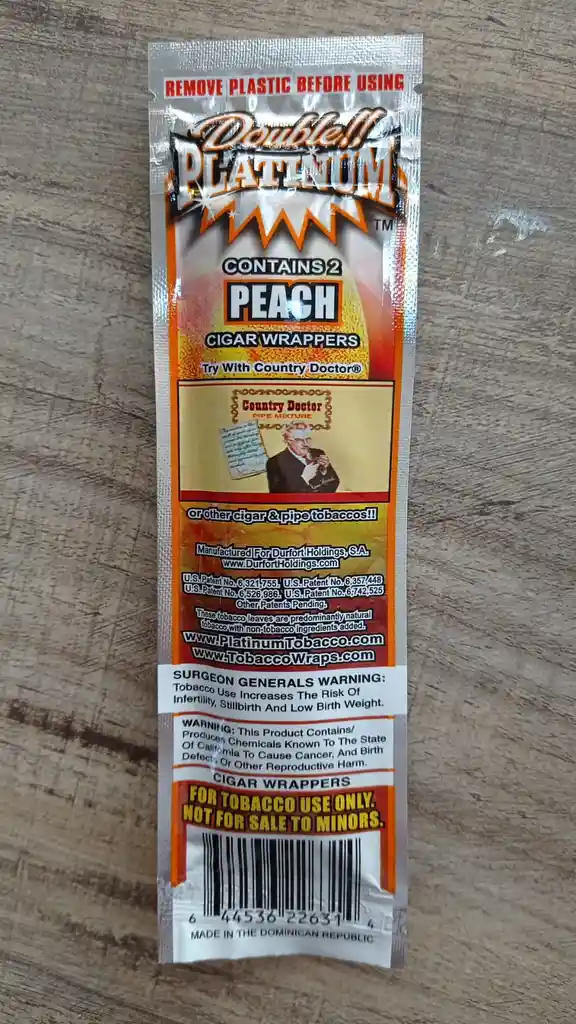 REMOVE PLASTIC BEFORE USING
Double!!
PLATINUM
TM
CONTAINS 2
PEACH
CIGAR WRAPPERS
Try With Country Doctor®
Country Doctor
PIPE MIXTURE
or other cigar & pipe tobaccos!!
Manufactured For Durfort Holdings, S.A.
www.DurfortHoldings.com
U.S. Patent No. 6,321,755. U.S. Patent No. 6,357,448
U.S. Patent No. 6,526,986. U.S. Patent No. 6,742,525
Other Patents Pending.
These tobacco leaves are predominantly natural
tobacco with non-tobacco ingredients added.
www.PlatinumTobacco.com
www.TobaccoWraps.com
SURGEON GENERALS WARNING:
Tobacco Use Increases The Risk Of
Infertility, Stillbirth And Low Birth Weight.
WARNING: This Product Contains/
Produces Chemicals Known To The State
Of California To Cause Cancer, And Birth
Defects Or Other Reproductive Harm.
CIGAR WRAPPERS
FOR TOBACCO USE ONLY.
NOT FOR SALE TO MINORS.
6 44536 22631 4
MADE IN THE DOMINICAN REPUBLIC